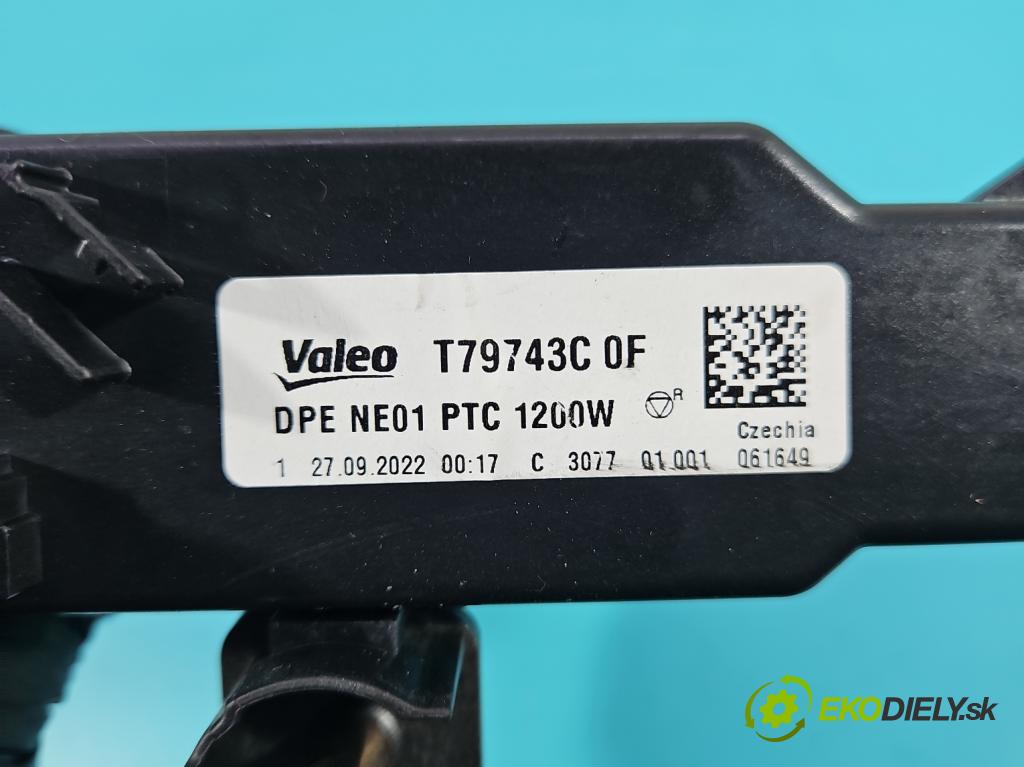 Valeo T79743C 0F
DPE NE01 PTC 1200W R
Czechia
1 27.09.2022 00:17 C 3077 01 001 061649
EKODIELY.sk